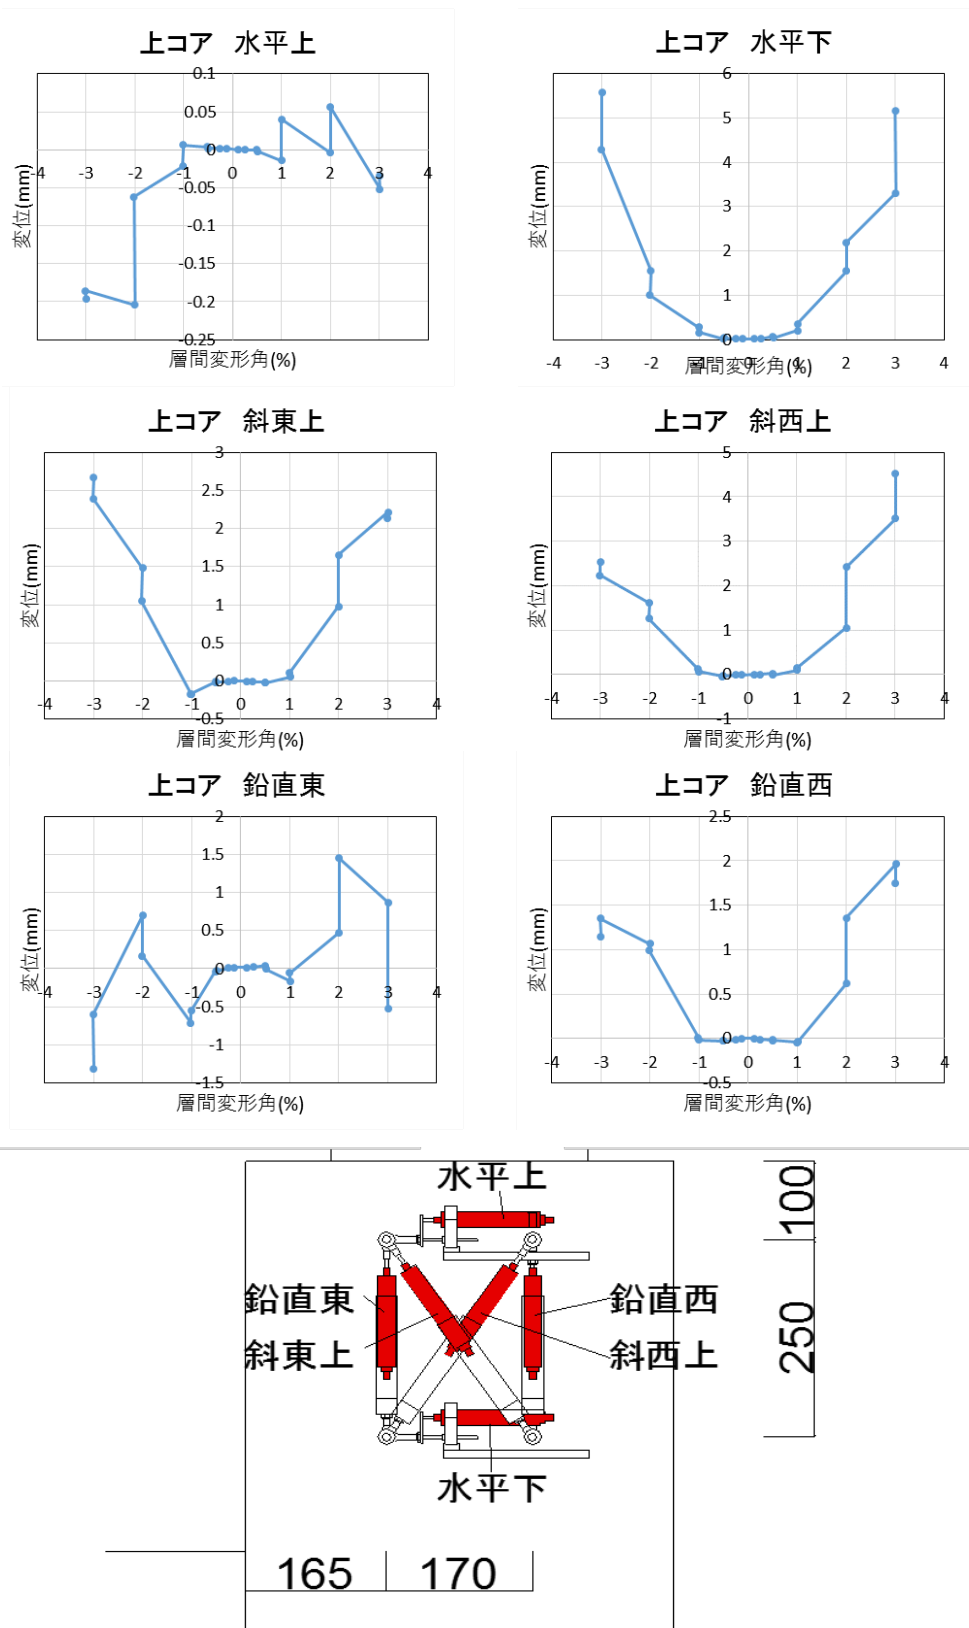 上コア　水平上
0.1
0.05
0
-0.05
-0.1
-0.15
-0.2
-0.25
-4 -3 -2 -1 0 1 2 3 4
変位(mm)
層間変形角(%)
上コア　水平下
6
5
4
3
2
1
0
-4 -3 -2 -1 0 1 2 3 4
変位(mm)
層間変形角(%)
上コア　斜東上
3
2.5
2
1.5
1
0.5
0
-0.5
-4 -3 -2 -1 0 1 2 3 4
変位(mm)
層間変形角(%)
上コア　斜西上
5
4
3
2
1
0
-1
-4 -3 -2 -1 0 1 2 3 4
変位(mm)
層間変形角(%)
上コア　鉛直東
2
1.5
1
0.5
0
-0.5
-1
-1.5
-4 -3 -2 -1 0 1 2 3 4
変位(mm)
層間変形角(%)
上コア　鉛直西
2.5
2
1.5
1
0.5
0
-0.5
-4 -3 -2 -1 0 1 2 3 4
変位(mm)
層間変形角(%)
水平上
100
鉛直東
鉛直西
250
斜東上
斜西上
水平下
165
170